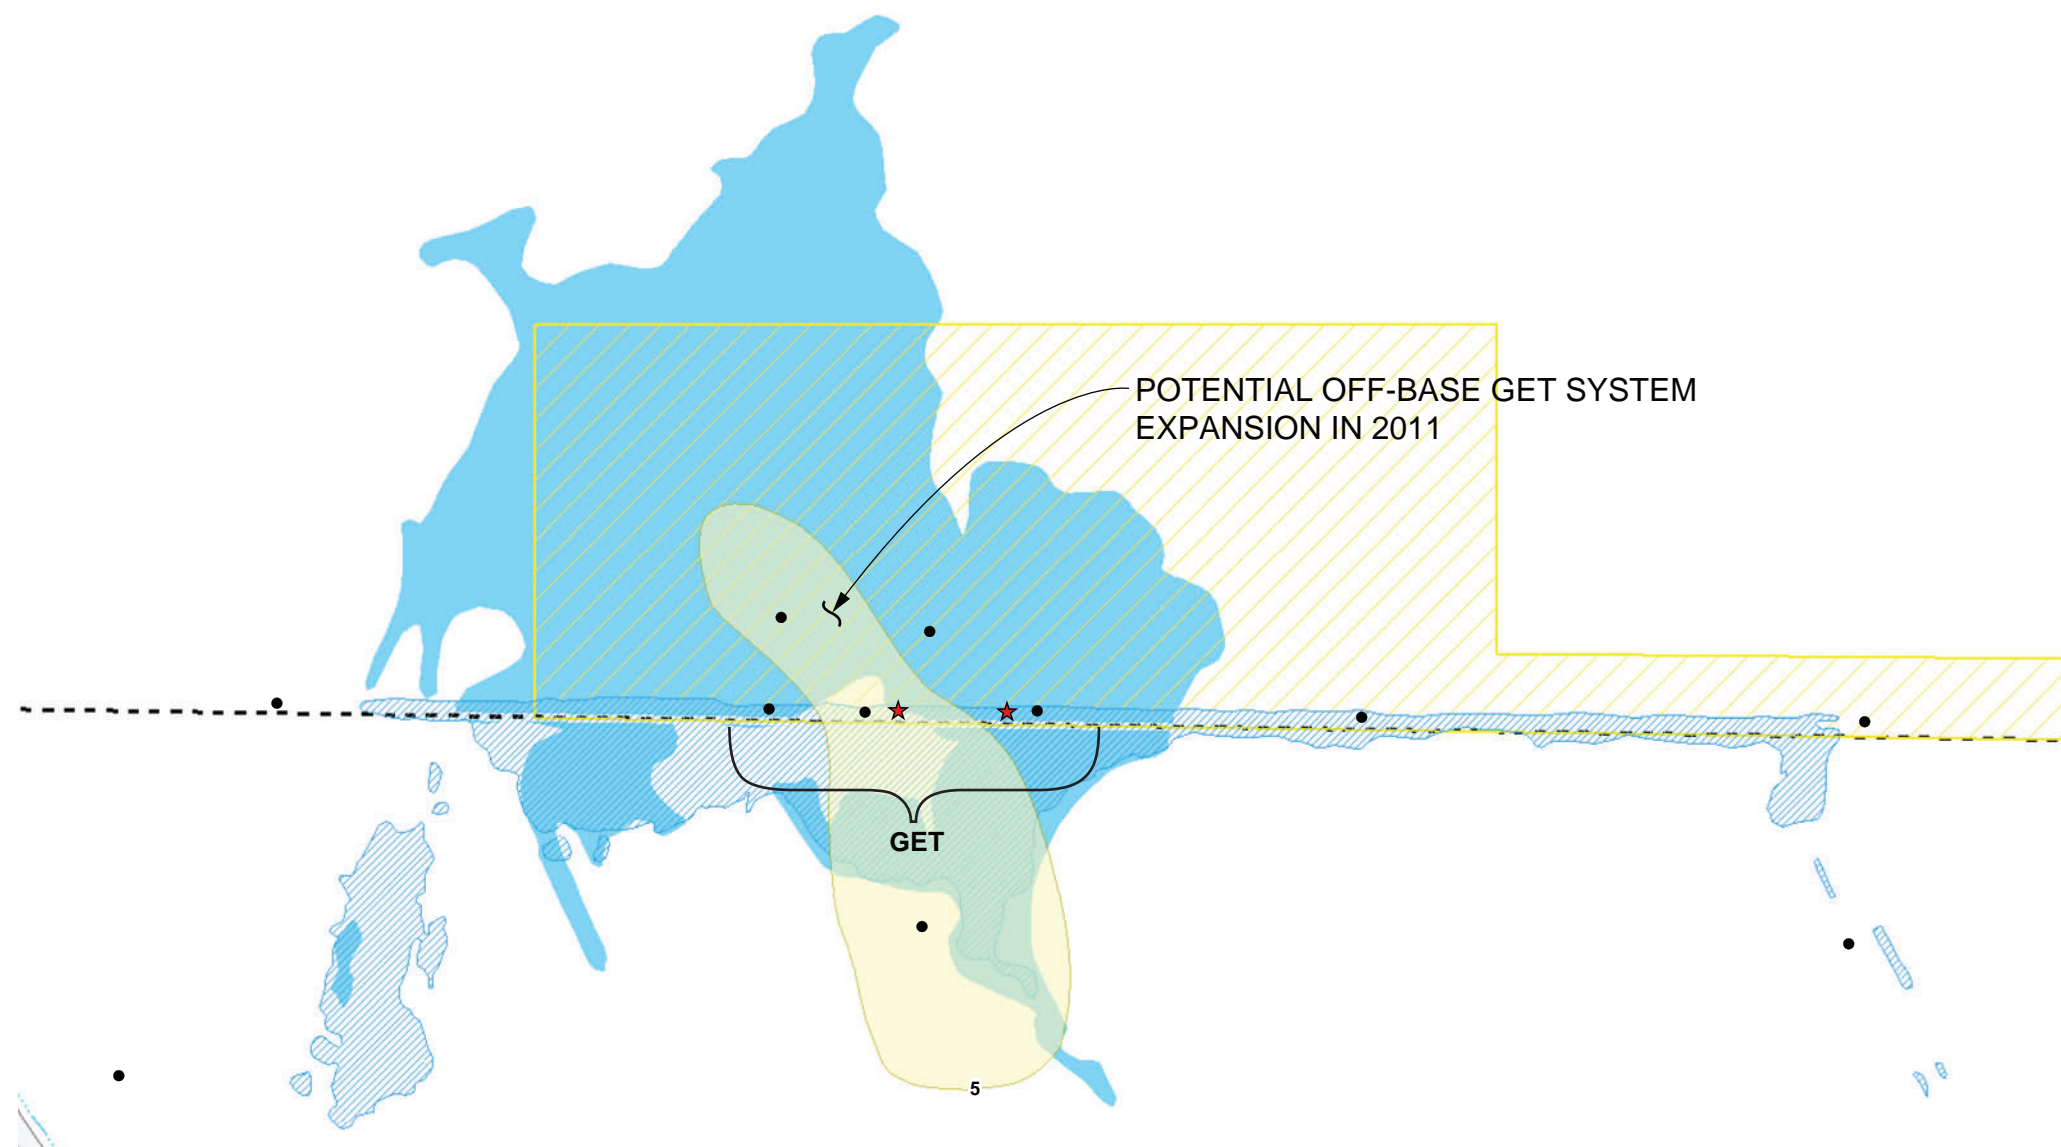 POTENTIAL OFF-BASE GET SYSTEM
EXPANSION IN 2011
GET
5